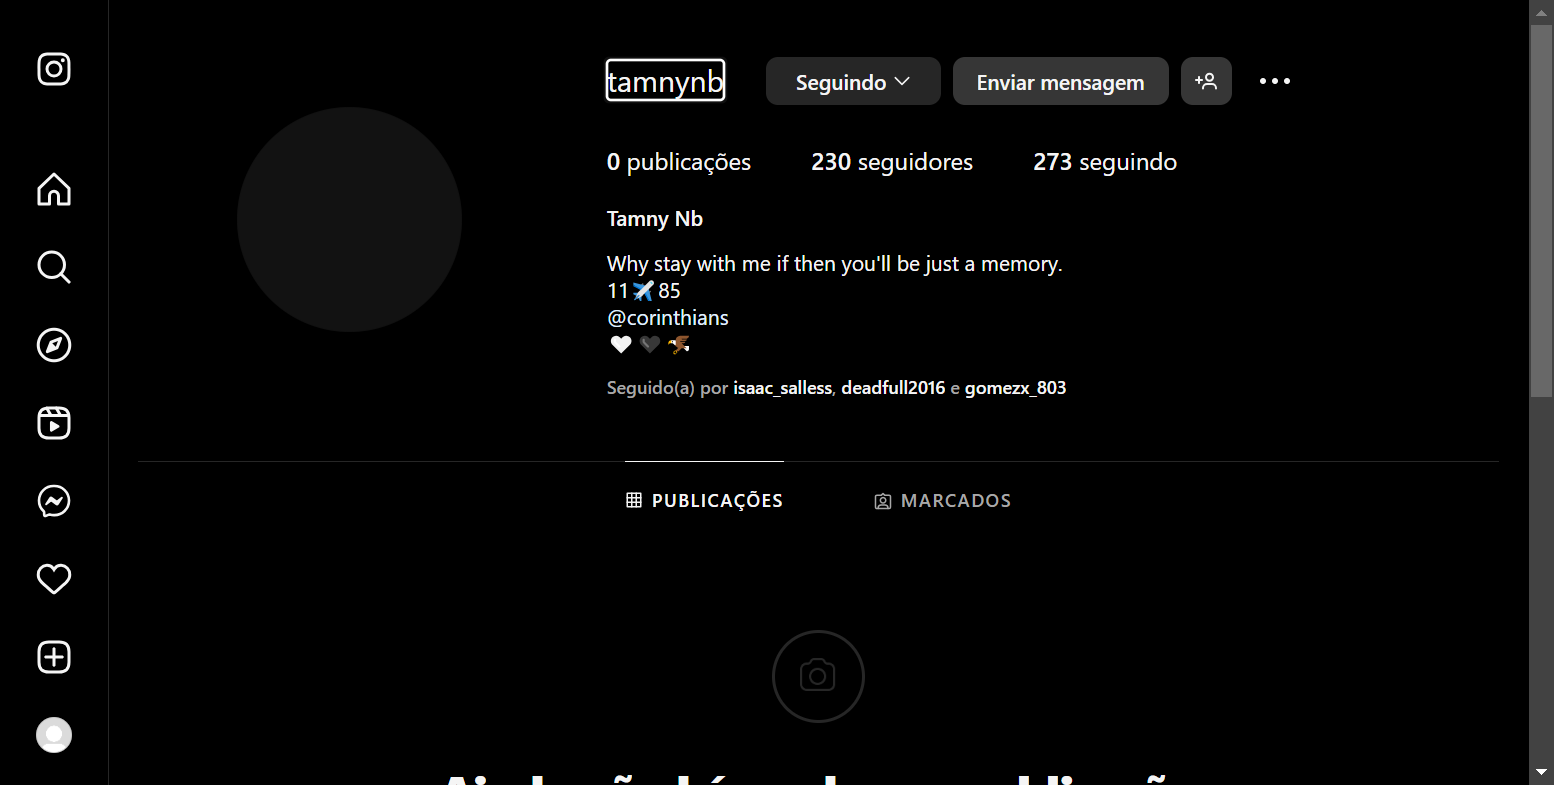 tamnynb Seguindo Enviar mensagem
0 publicações 230 seguidores 273 seguindo
Tamny Nb
Why stay with me if then you'll be just a memory.
11✈️85
@corinthians
🤍🖤🦅
Seguido(a) por isaac_salless, deadfull2016 e gomezx_803
PUBLICAÇÕES MARCADOS